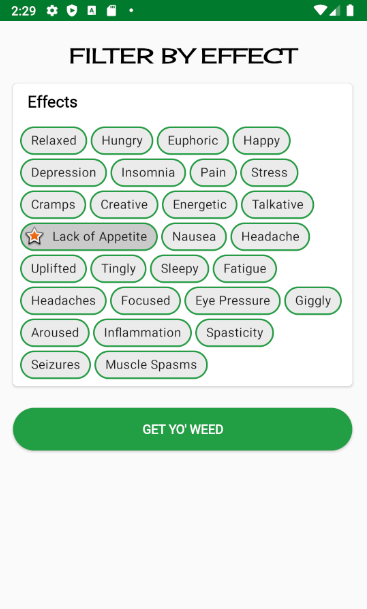 2:29
FILTER BY EFFECT
Effects
Relaxed Hungry Euphoric Happy
Depression Insomnia Pain Stress
Cramps Creative Energetic Talkative
Lack of Appetite Nausea Headache
Uplifted Tingly Sleepy Fatigue
Headaches Focused Eye Pressure Giggly
Aroused Inflammation Spasticity
Seizures Muscle Spasms
GET YO' WEED